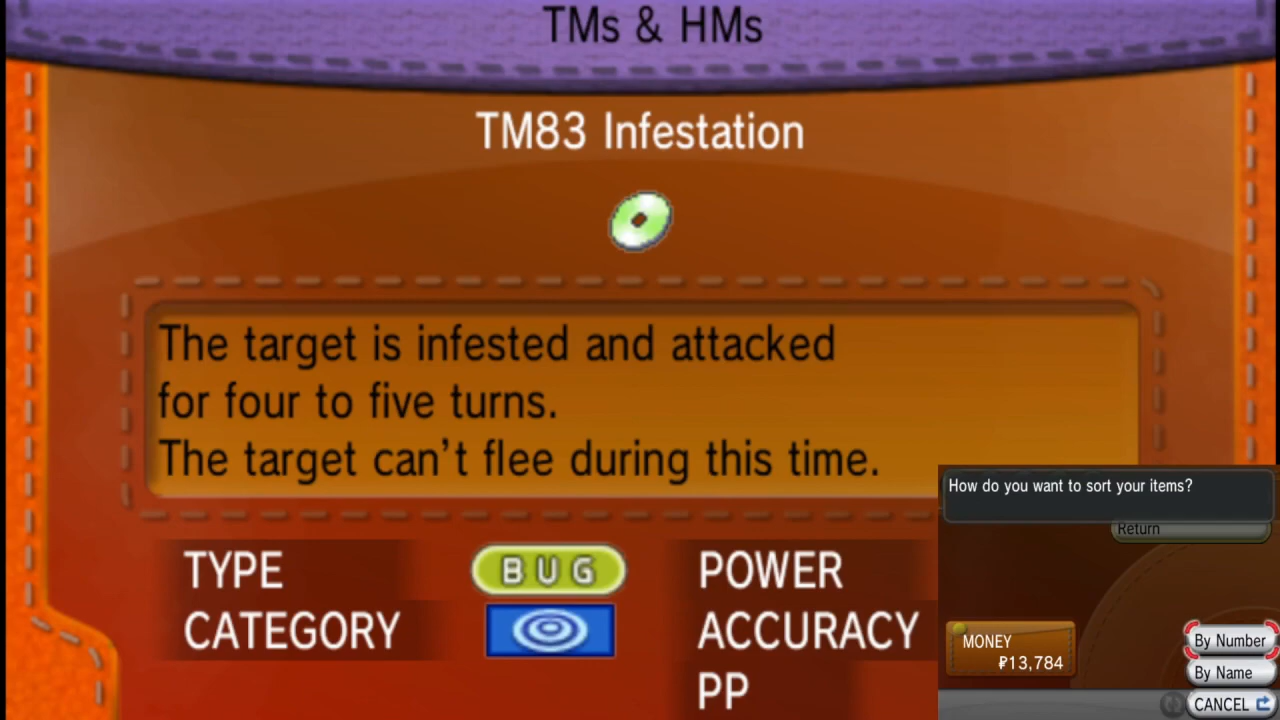 TMs & HMs
TM83 Infestation
The target is infested and attacked
for four to five turns.
The target can't flee during this time.
TYPE
BUG
POWER
CATEGORY
ACCURACY
PP
How do you want to sort your items?
Return
MONEY
₽13,784
By Number
By Name
CANCEL